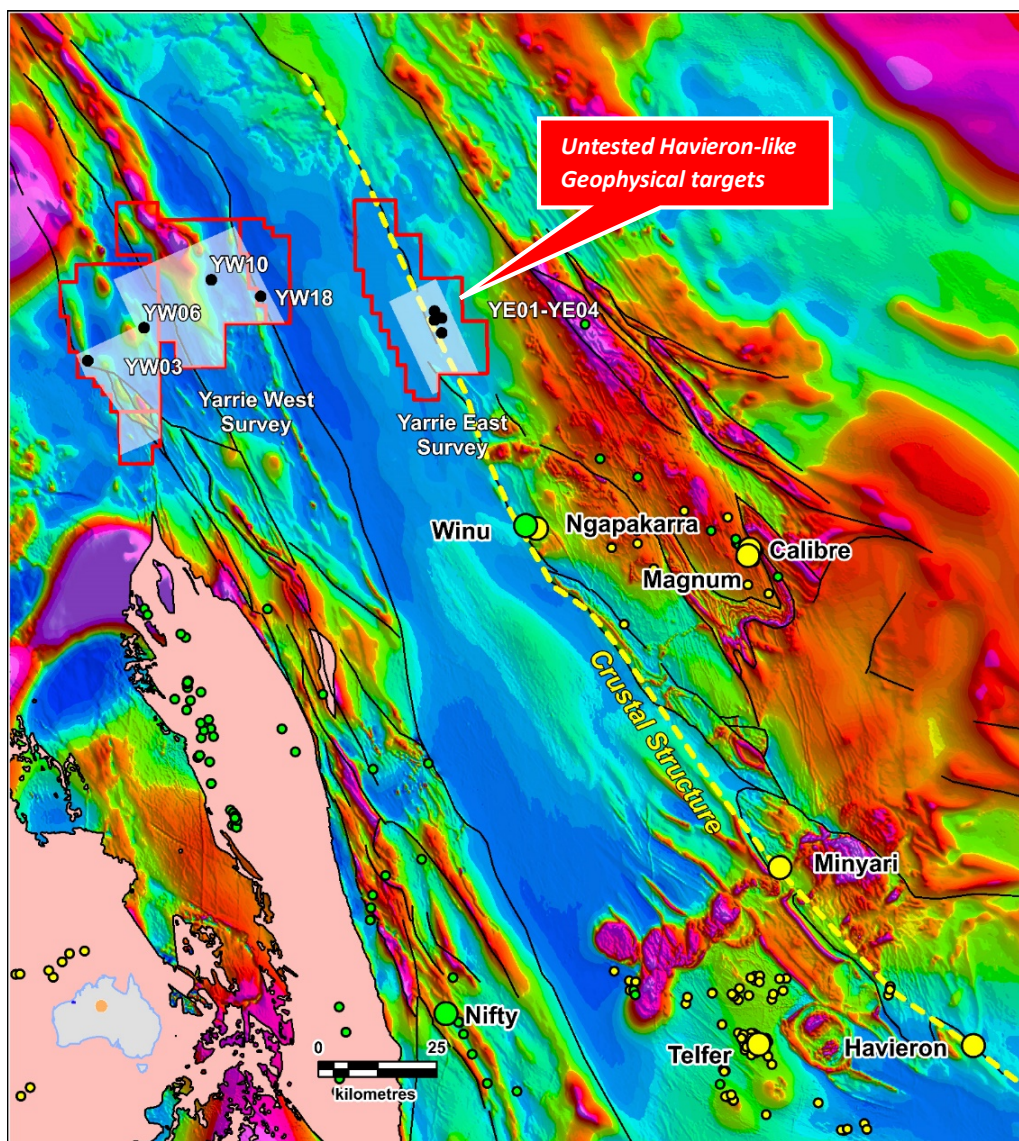 Untested Havieron-like
Geophysical targets
YW10
YW18
YE01-YE04
YW06
YW03
Yarrie West
Survey
Yarrie East
Survey
Winu
Ngapakarra
Calibre
Magnum
Crustal Structure
Minyari
Nifty
Telfer
Havieron
0 25
kilometres